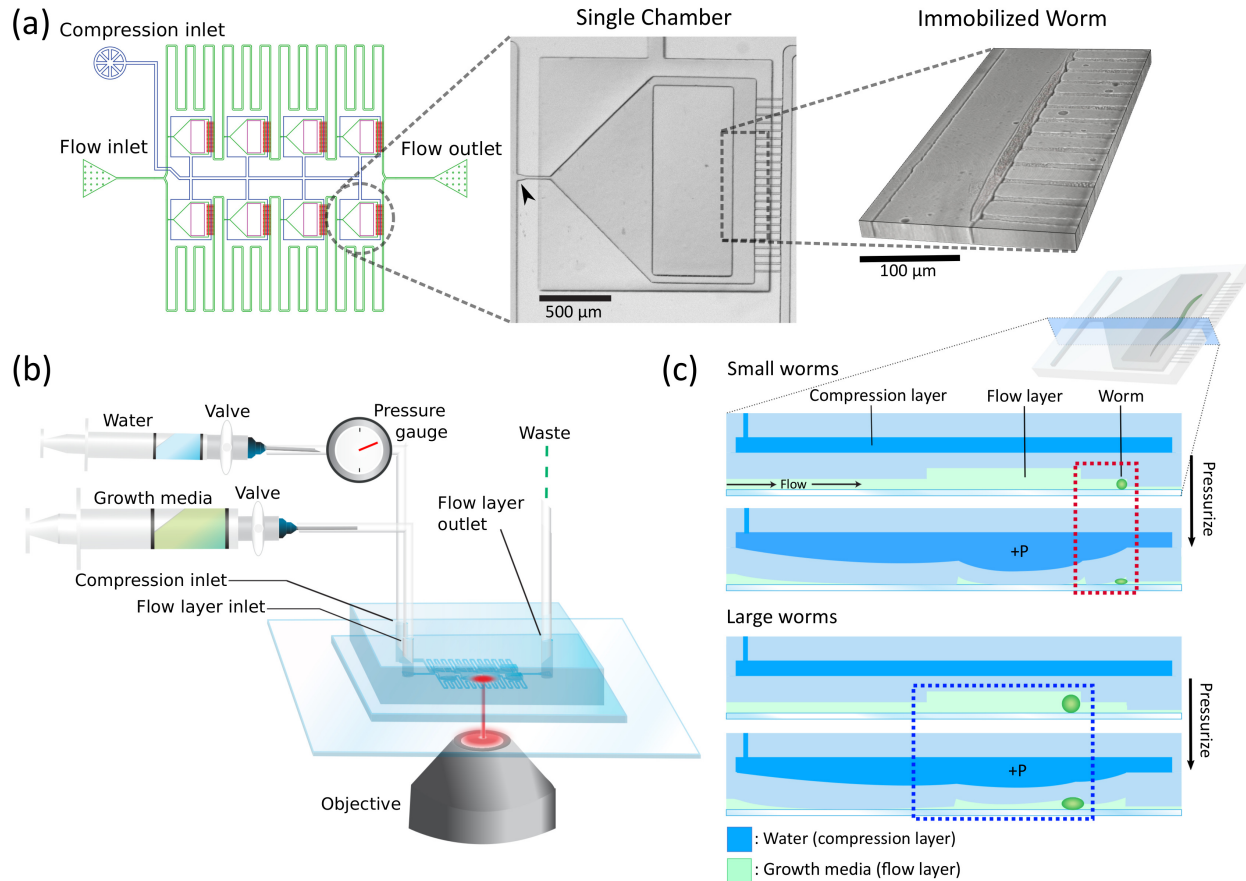 (a)
Single Chamber
Immobilized Worm
Compression inlet
Flow inlet
Flow outlet
500 µm
100 µm
(b)
Water
Valve
Pressure
gauge
Waste
Growth media
Valve
Flow layer
outlet
Compression inlet
Flow layer inlet
Objective
(c)
Small worms
Compression layer
Flow layer
Worm
Flow
Pressurize
+P
Large worms
Pressurize
+P
: Water (compression layer)
: Growth media (flow layer)